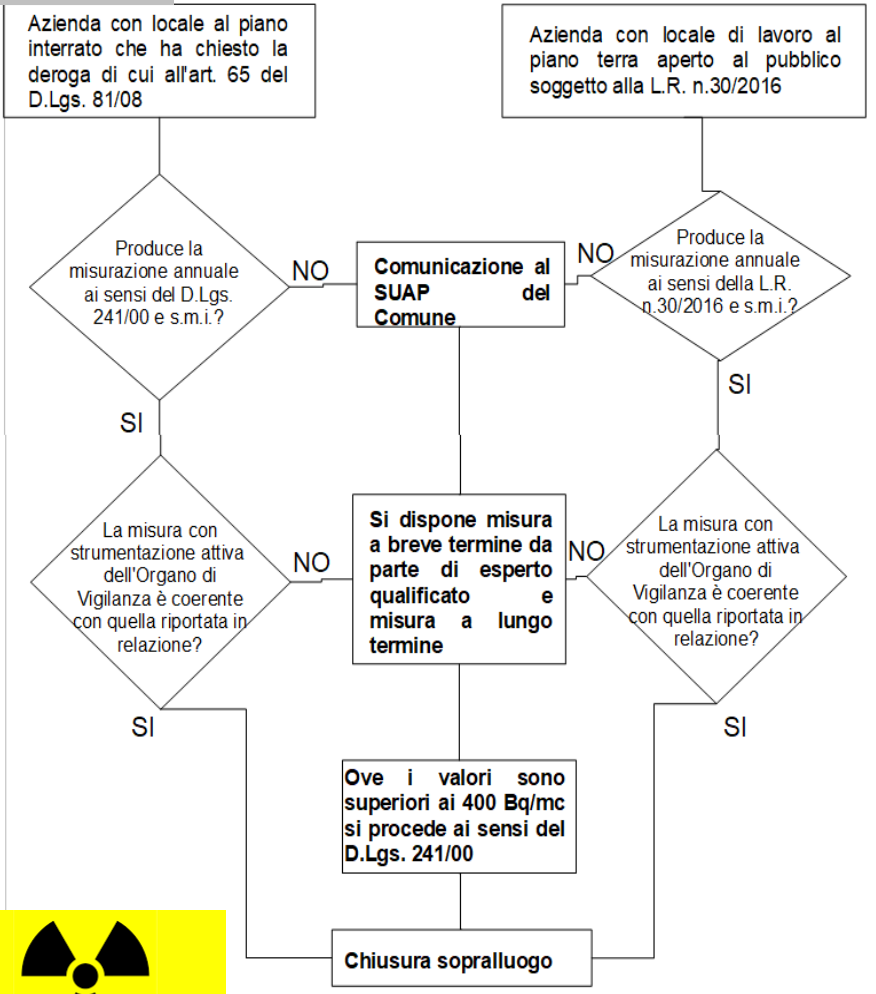 Azienda con locale al piano
interrato che ha chiesto la
deroga di cui all'art. 65 del
D.Lgs. 81/08
Azienda con locale di lavoro al
piano terra aperto al pubblico
soggetto alla L.R. n.30/2016
Produce la
misurazione annuale
ai sensi del D.Lgs.
241/00 e s.m.i.?
NO
Comunicazione al
SUAP del
Comune
NO
Produce la
misurazione annuale
ai sensi della L.R.
n.30/2016 e s.m.i.?
SI
SI
La misura con
strumentazione attiva
dell'Organo di
Vigilanza è coerente
con quella riportata in
relazione?
NO
Si dispone misura
a breve termine da
parte di esperto
qualificato e
misura a lungo
termine
NO
La misura con
strumentazione attiva
dell'Organo di
Vigilanza è coerente
con quella riportata in
relazione?
SI
SI
Ove i valori sono
superiori ai 400 Bq/mc
si procede ai sensi del
D.Lgs. 241/00
Chiusura sopralluogo